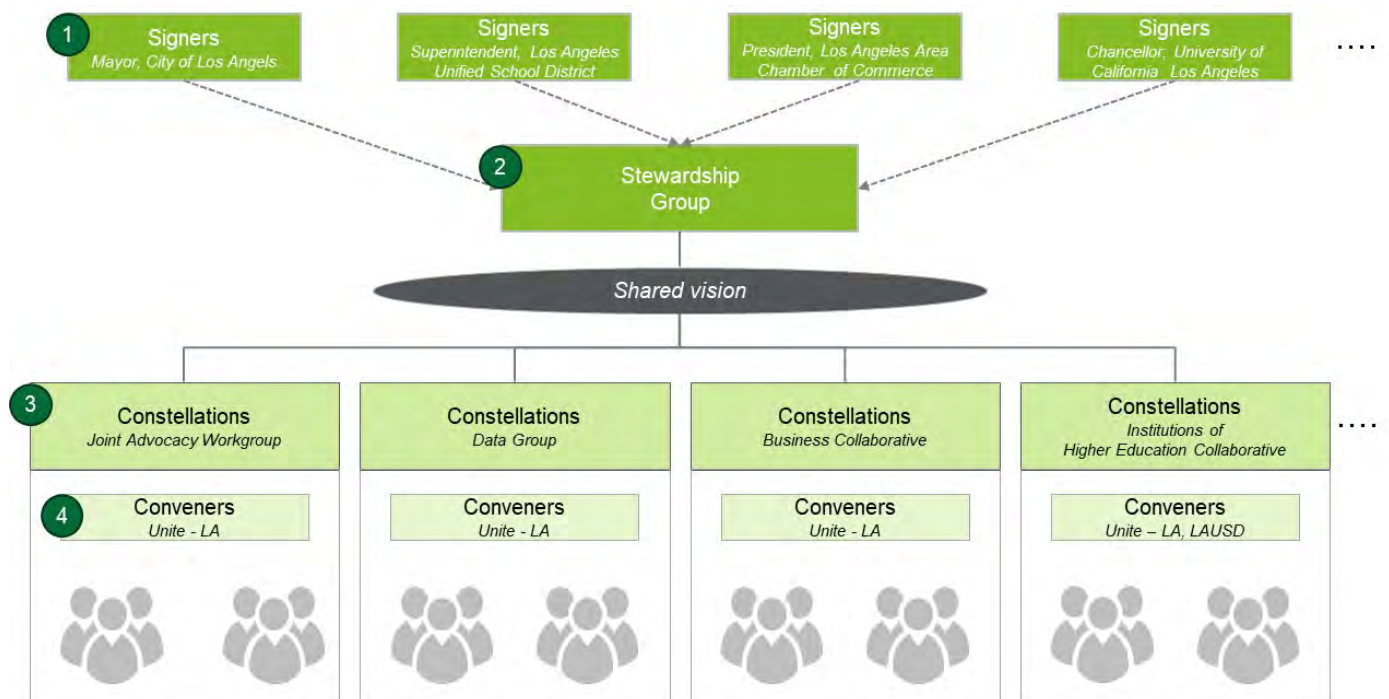 1
Signers
Mayor, City of Los Angels
Signers
Superintendent, Los Angeles
Unified School District
Signers
President, Los Angeles Area
Chamber of Commerce
Signers
Chancellor, University of
California Los Angeles
....
2
Stewardship
Group
Shared vision
3
Constellations
Joint Advocacy Workgroup
Constellations
Data Group
Constellations
Business Collaborative
Constellations
Institutions of
Higher Education Collaborative
....
4
Conveners
Unite - LA
Conveners
Unite - LA
Conveners
Unite - LA
Conveners
Unite – LA, LAUSD